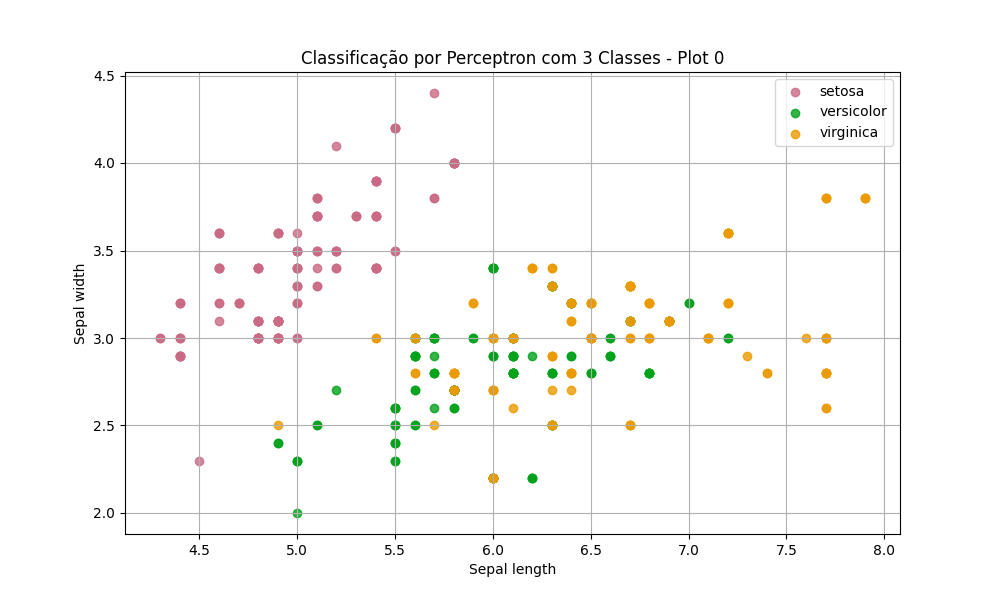 Classificação por Perceptron com 3 Classes - Plot 0
setosa
versicolor
virginica
4.5
4.0
3.5
3.0
2.5
2.0
Sepal width
4.5 5.0 5.5 6.0 6.5 7.0 7.5 8.0
Sepal length